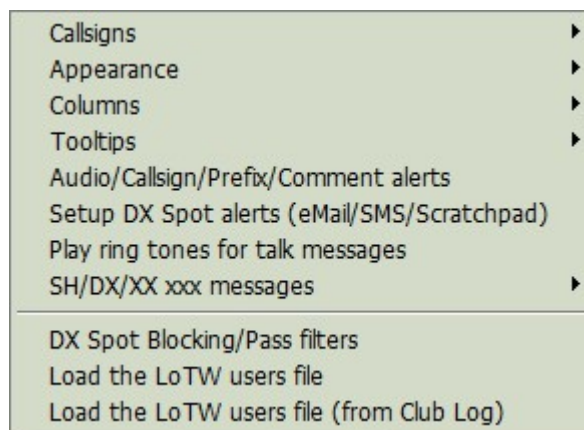 Callsigns
Appearance
Columns
Tooltips
Audio/Callsign/Prefix/Comment alerts
Setup DX Spot alerts (eMail/SMS/Scratchpad)
Play ring tones for talk messages
SH/DX/XX xxx messages
DX Spot Blocking/Pass filters
Load the LoTW users file
Load the LoTW users file (from Club Log)